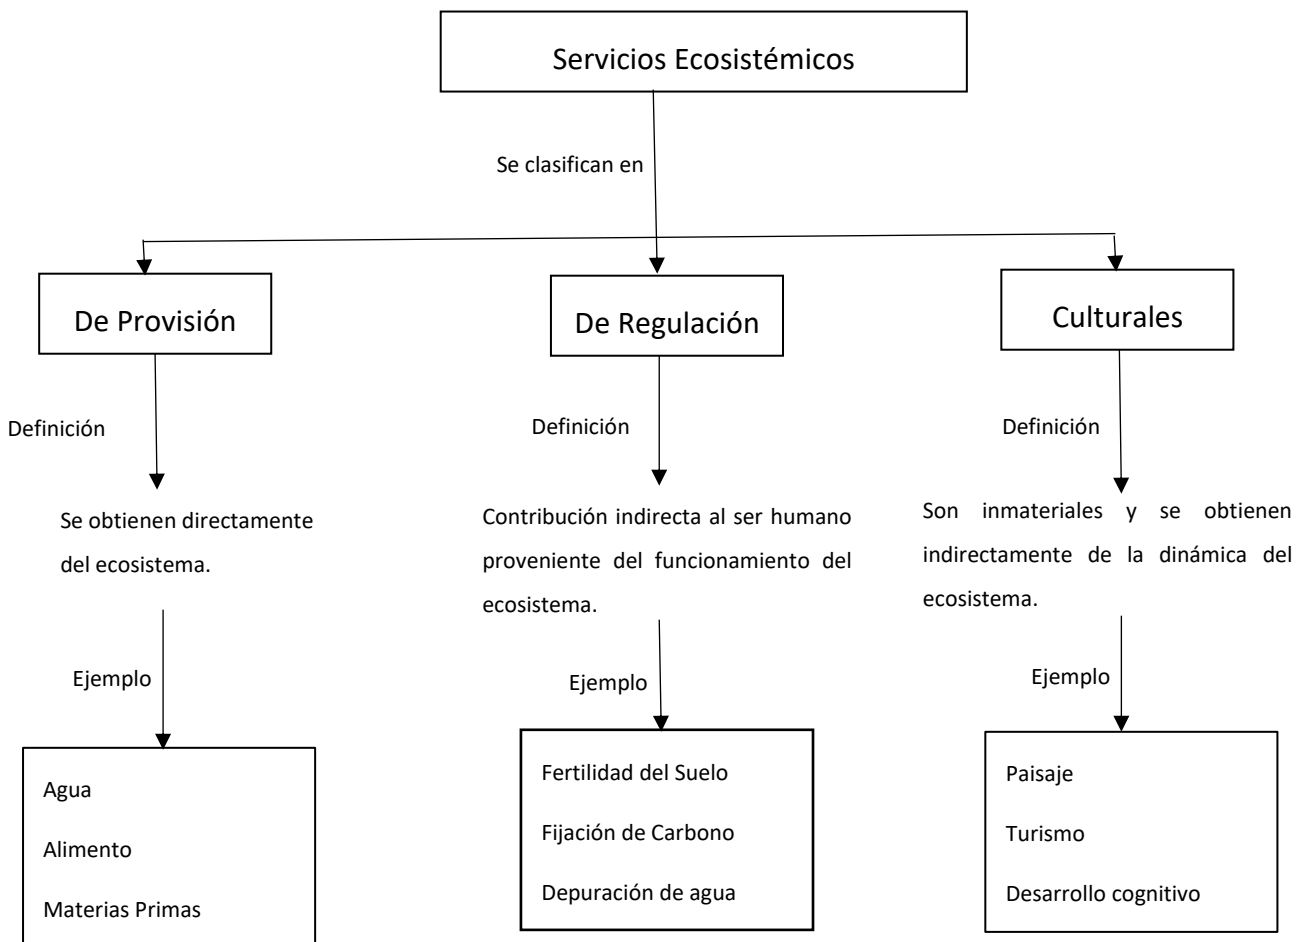 Servicios Ecosistémicos
Se clasifican en
De Provisión
De Regulación
Culturales
Definición
Definición
Definición
Se obtienen directamente
del ecosistema.
Contribución indirecta al ser humano
proveniente del funcionamiento del
ecosistema.
Son inmateriales y se obtienen
indirectamente de la dinámica del
ecosistema.
Ejemplo
Ejemplo
Ejemplo
Agua
Alimento
Materias Primas
Fertilidad del Suelo
Fijación de Carbono
Depuración de agua
Paisaje
Turismo
Desarrollo cognitivo